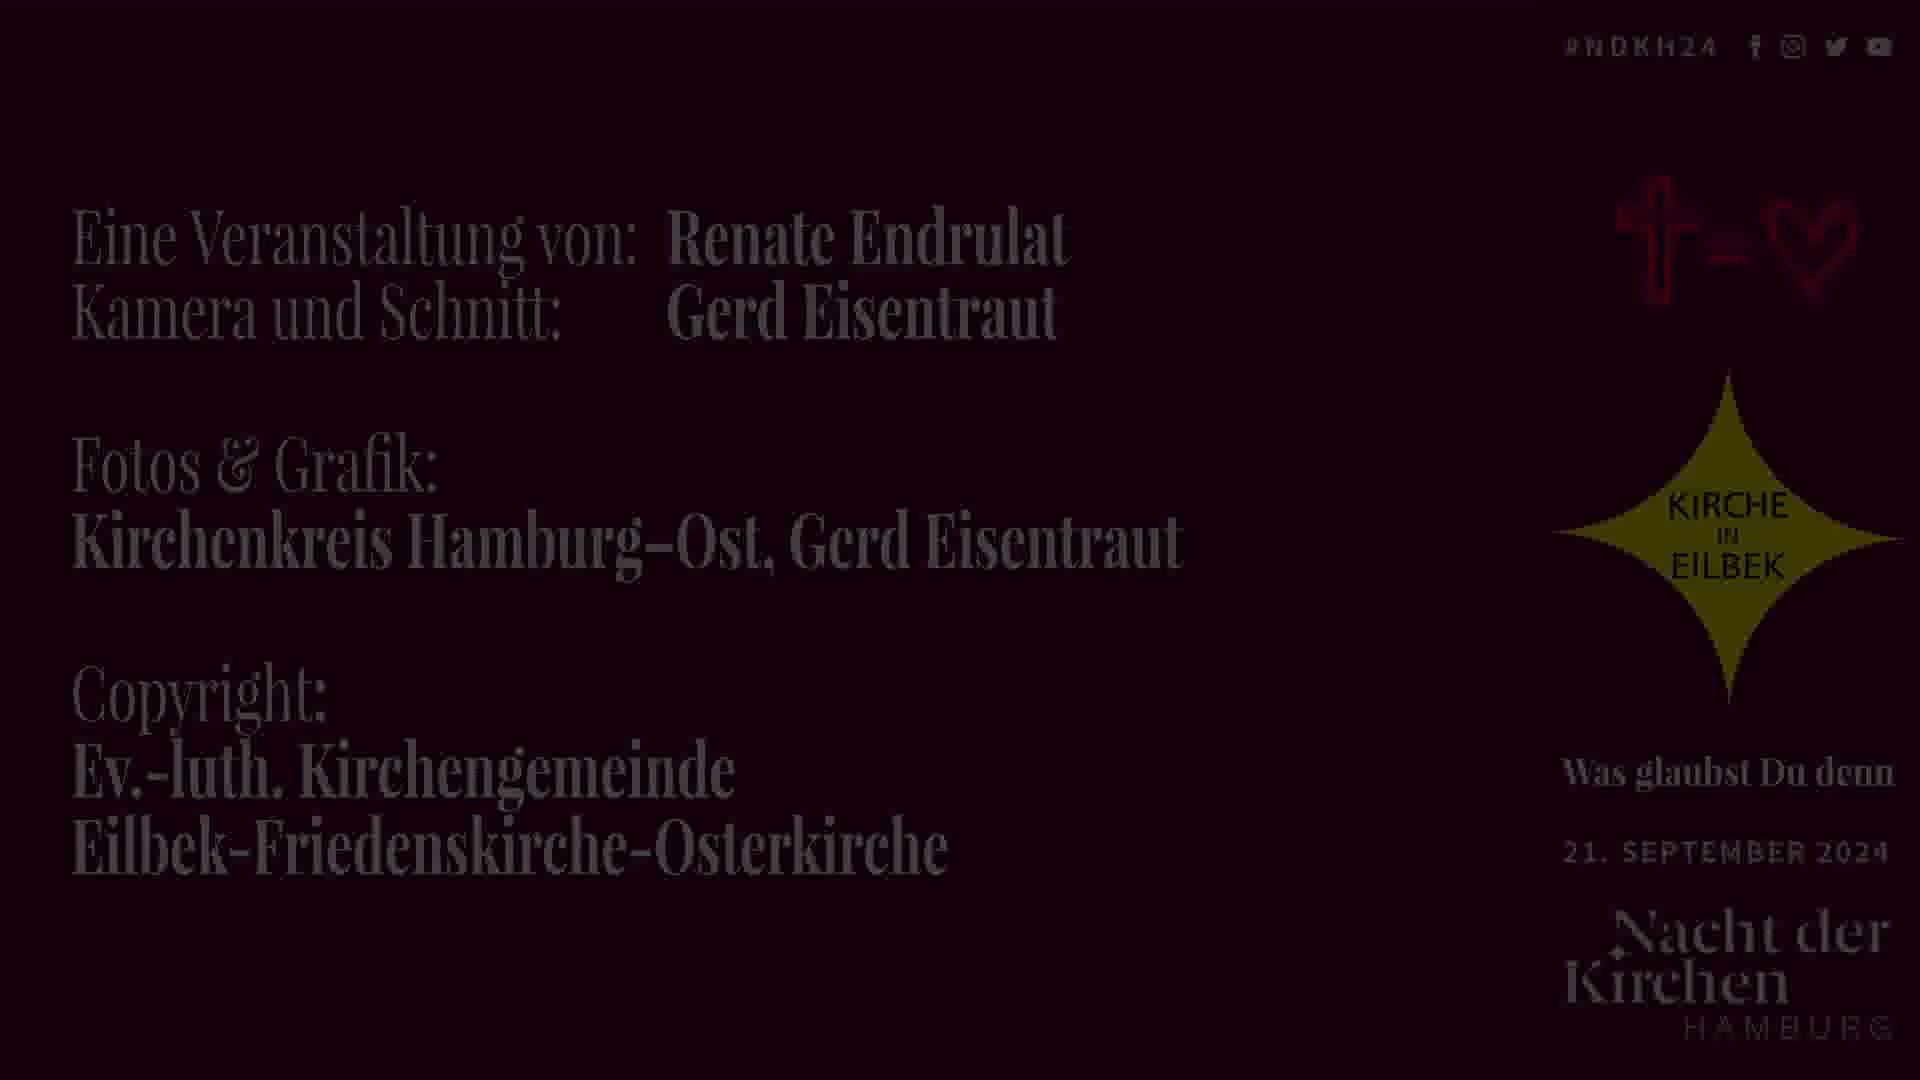 #NDKH24
Eine Veranstaltung von: Renate Endrulat
Kamera und Schnitt: Gerd Eisentraut
Fotos & Grafik:
Kirchenkreis Hamburg-Ost, Gerd Eisentraut
Copyright:
Ev.-luth. Kirchengemeinde
Eilbek-Friedenskirche-Osterkirche
KIRCHE
IN
EILBEK
Was glaubst Du denn
21. SEPTEMBER 2024
Nacht der
Kirchen
HAMBURG